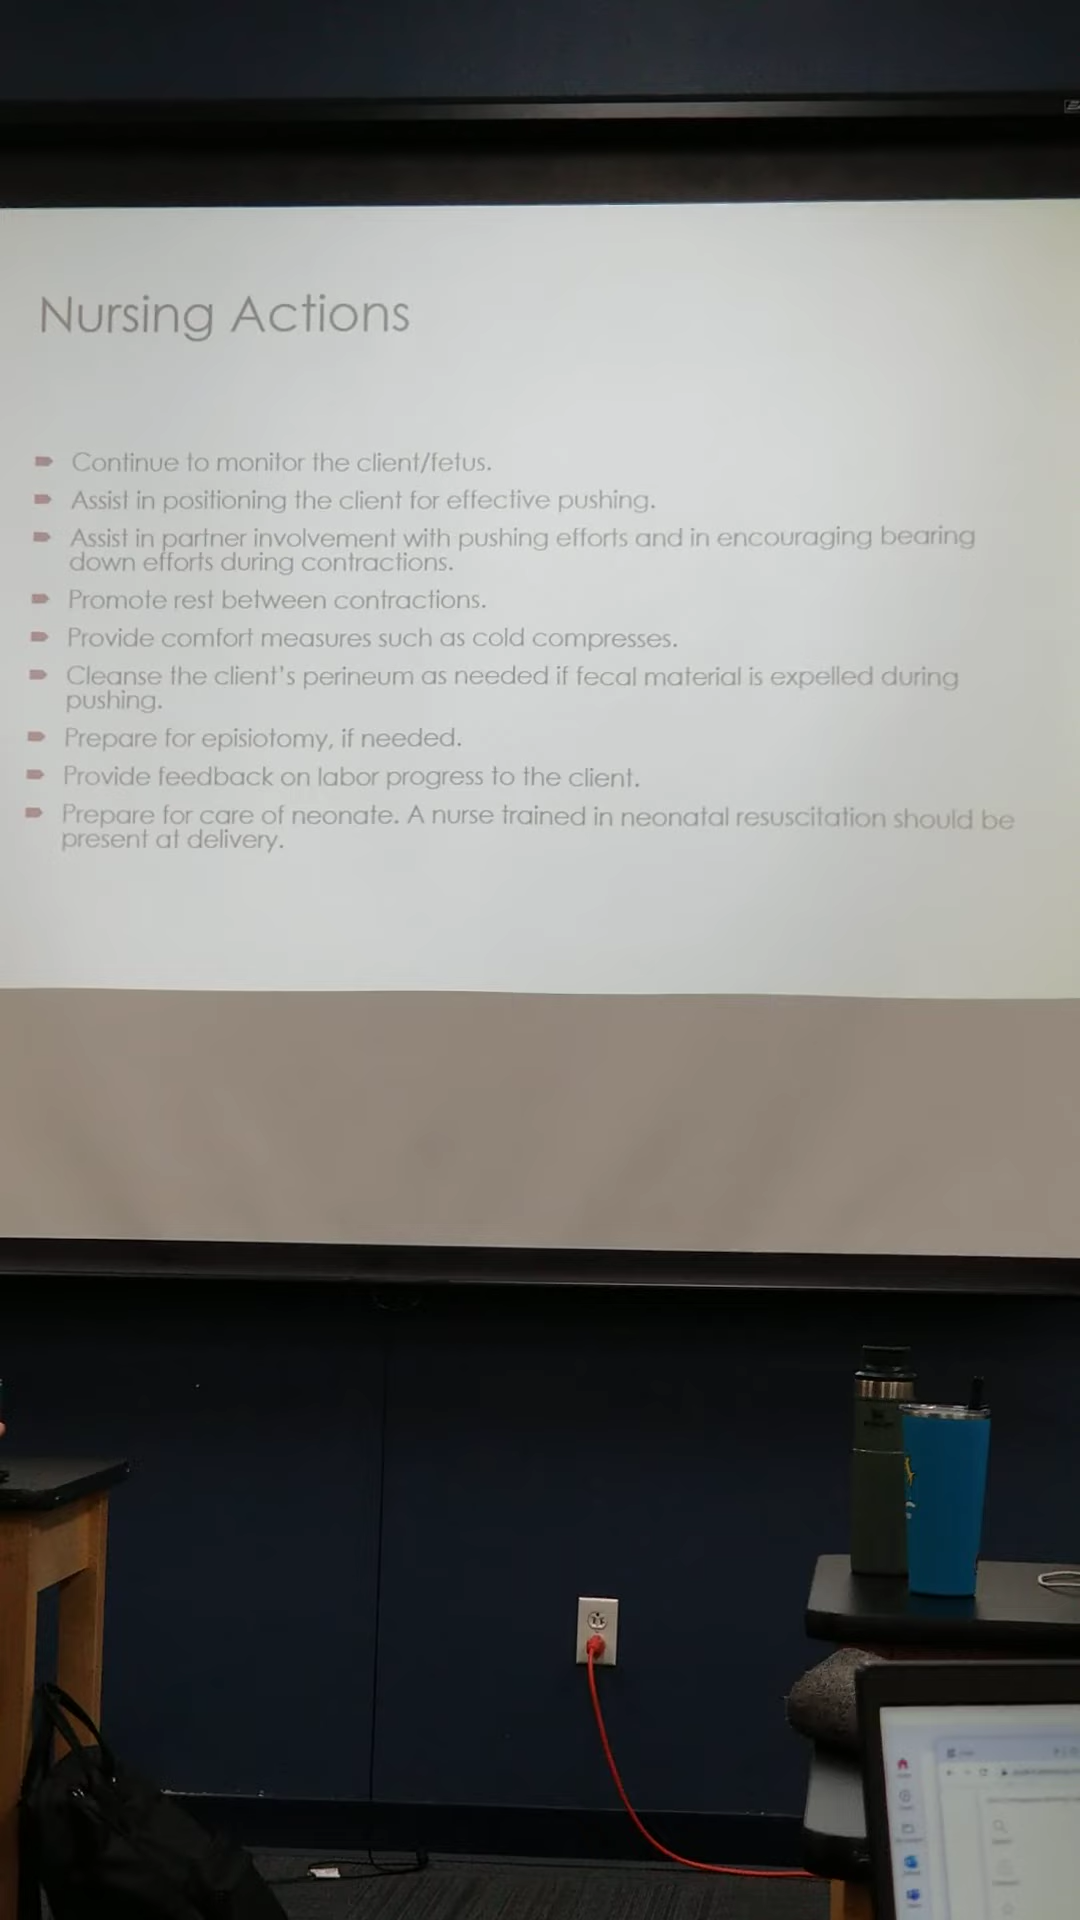 Nursing Actions
Continue to monitor the client/fetus.
Assist in positioning the client for effective pushing.
Assist in partner involvement with pushing efforts and in encouraging bearing
down efforts during contractions.
Promote rest between contractions.
Provide comfort measures such as cold compresses.
Cleanse the client's perineum as needed if fecal material is expelled during
pushing.
Prepare for episiotomy, if needed.
Provide feedback on labor progress to the client.
Prepare for care of neonate. A nurse trained in neonatal resuscitation should be
present at delivery.